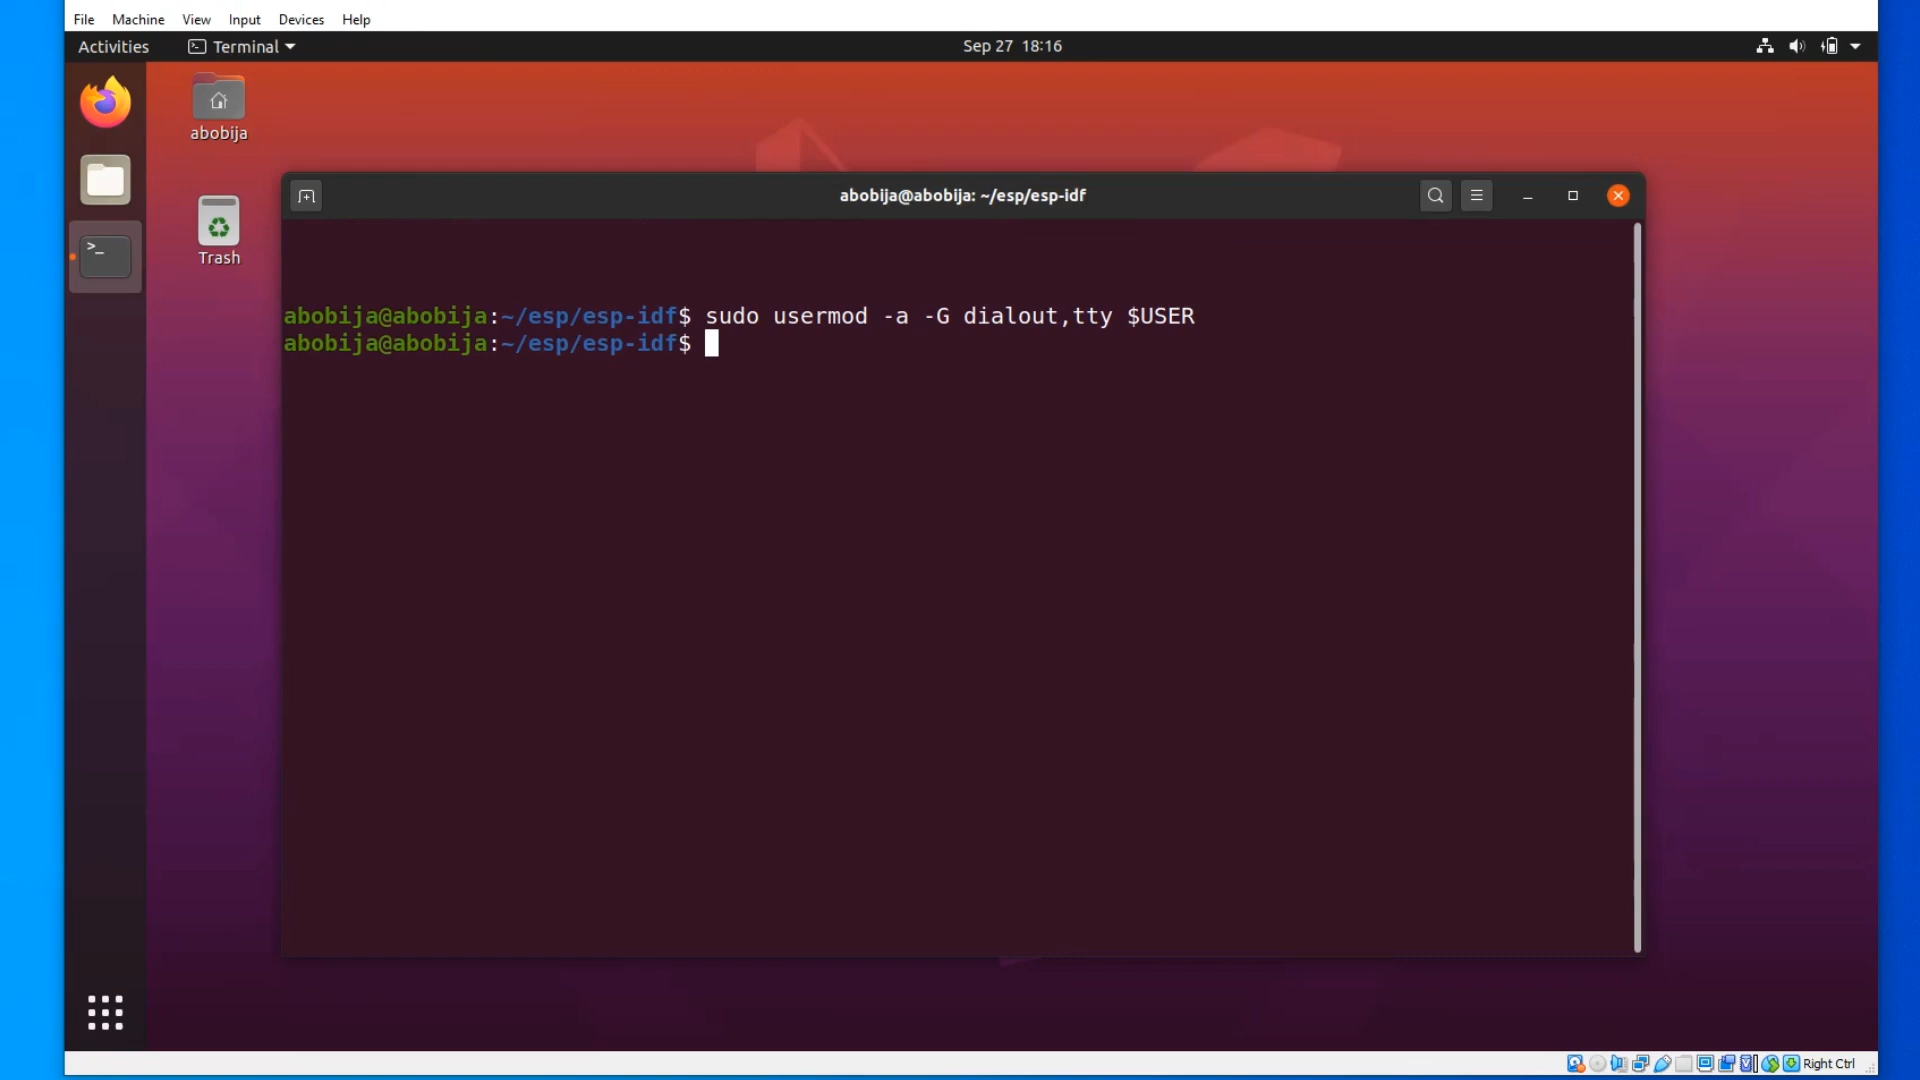 File Machine View Input Devices Help
Activities Terminal Sep 27 18:16
abobija
Trash
abobija@abobija: ~/esp/esp-idf
abobija@abobija:~/esp/esp-idf$ sudo usermod -a -G dialout,tty $USER
abobija@abobija:~/esp/esp-idf$
Right Ctrl